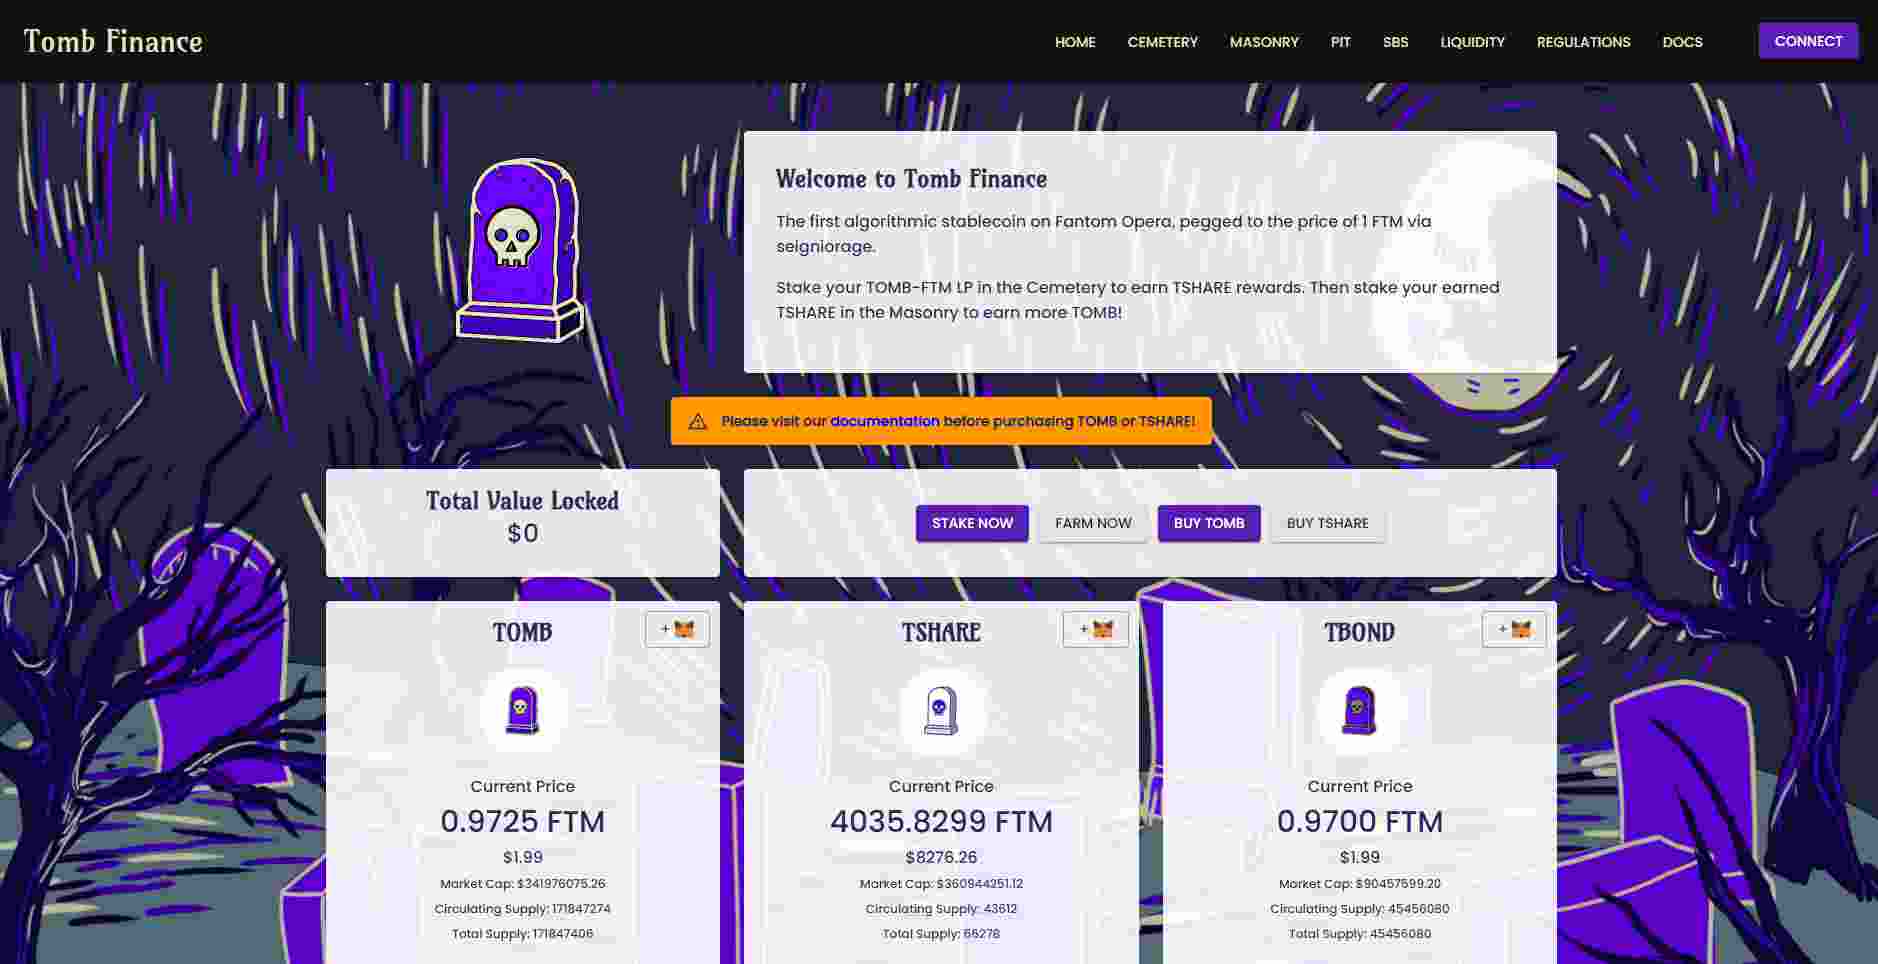 Tomb Finance
HOME CEMETERY MASONRY PIT SBS LIQUIDITY REGULATIONS DOCS CONNECT
Welcome to Tomb Finance
The first algorithmic stablecoin on Fantom Opera, pegged to the price of 1 FTM via
seigniorage.
Stake your TOMB-FTM LP in the Cemetery to earn TSHARE rewards. Then stake your earned
TSHARE in the Masonry to earn more TOMB!
Please visit our documentation before purchasing TOMB or TSHARE!
Total Value Locked
$0
STAKE NOW FARM NOW BUY TOMB BUY TSHARE
TOMB
+
Current Price
0.9725 FTM
$1.99
Market Cap: $341976075.26
Circulating Supply: 171847274
Total Supply: 171847406
TSHARE
+
Current Price
4035.8299 FTM
$8276.26
Market Cap: $360944251.12
Circulating Supply: 43612
Total Supply: 66278
TBOND
+
Current Price
0.9700 FTM
$1.99
Market Cap: $90457599.20
Circulating Supply: 45456080
Total Supply: 45456080